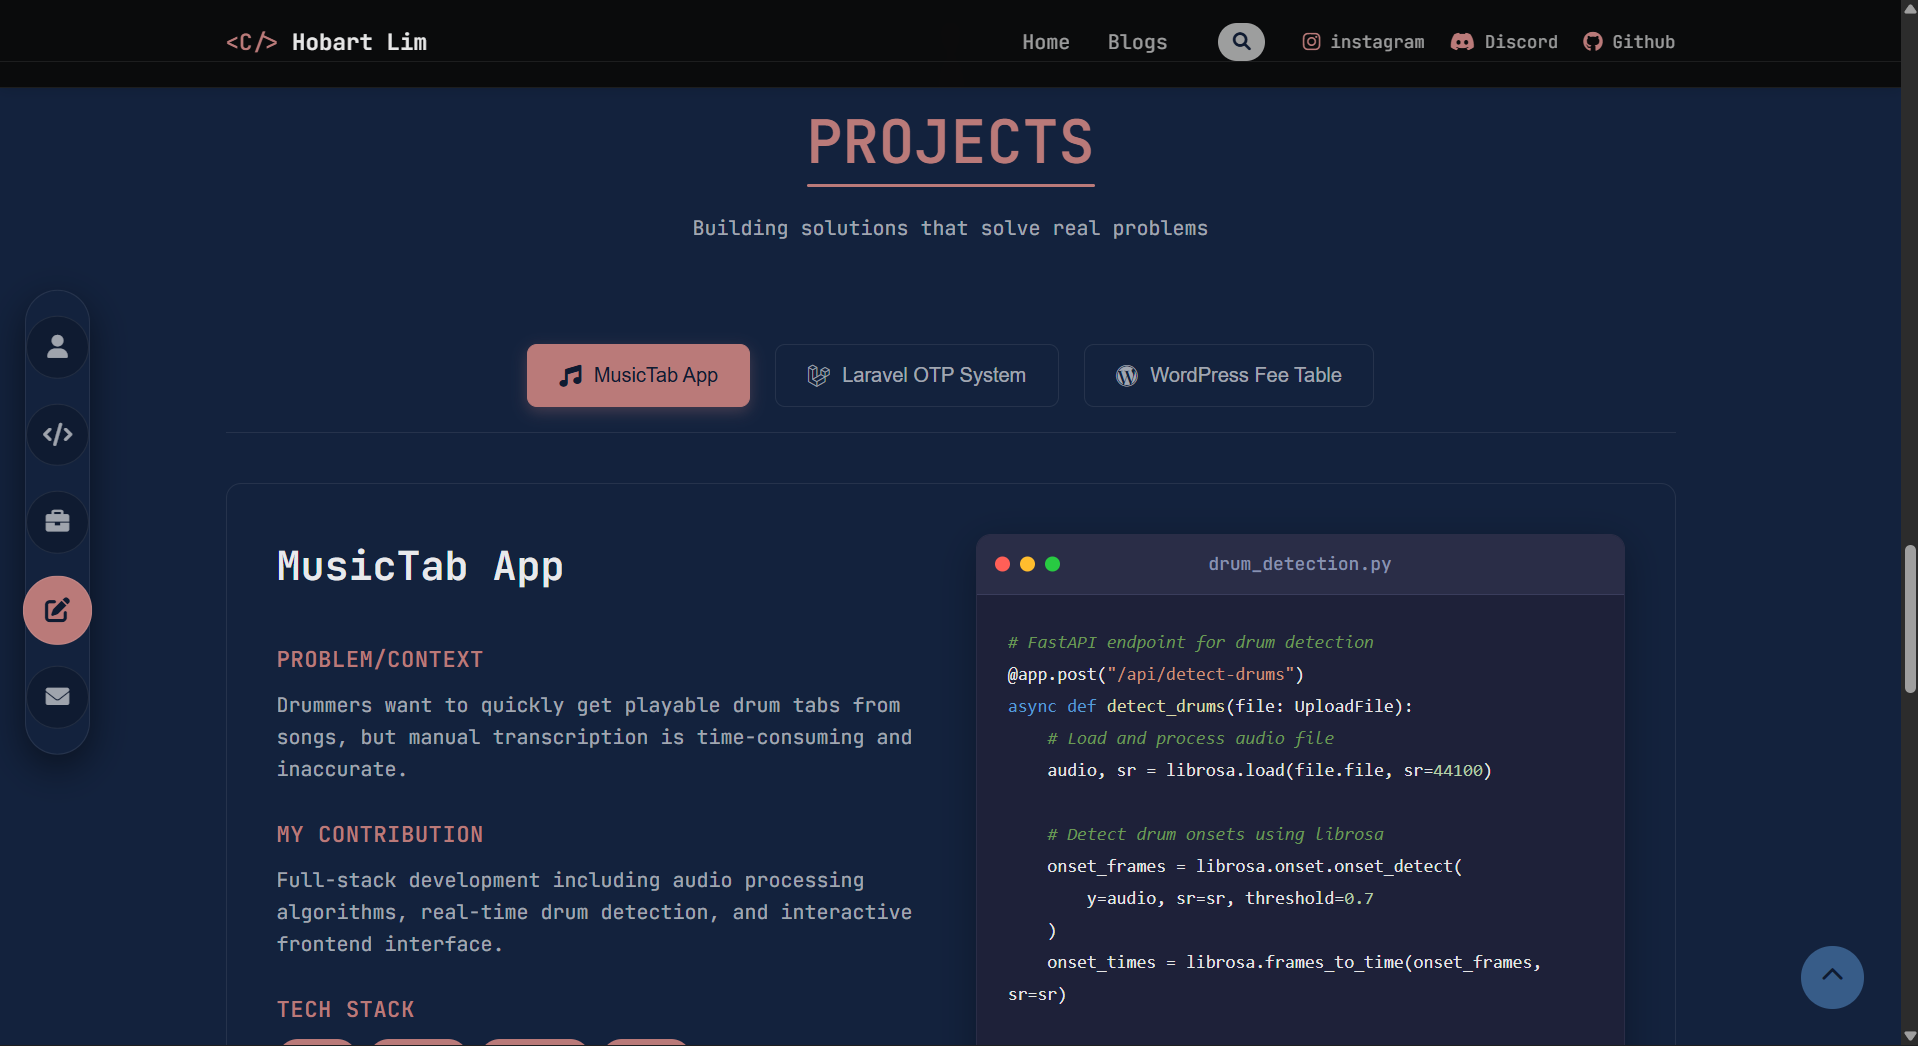 <C/> Hobart Lim
Home Blogs instagram Discord Github
PROJECTS
Building solutions that solve real problems
MusicTab App Laravel OTP System WordPress Fee Table
MusicTab App
PROBLEM/CONTEXT
Drummers want to quickly get playable drum tabs from
songs, but manual transcription is time-consuming and
inaccurate.
MY CONTRIBUTION
Full-stack development including audio processing
algorithms, real-time drum detection, and interactive
frontend interface.
TECH STACK
drum_detection.py
# FastAPI endpoint for drum detection
@app.post("/api/detect-drums")
async def detect_drums(file: UploadFile):
    # Load and process audio file
    audio, sr = librosa.load(file.file, sr=44100)
    # Detect drum onsets using librosa
    onset_frames = librosa.onset.onset_detect(
        y=audio, sr=sr, threshold=0.7
    )
    onset_times = librosa.frames_to_time(onset_frames,
sr=sr)